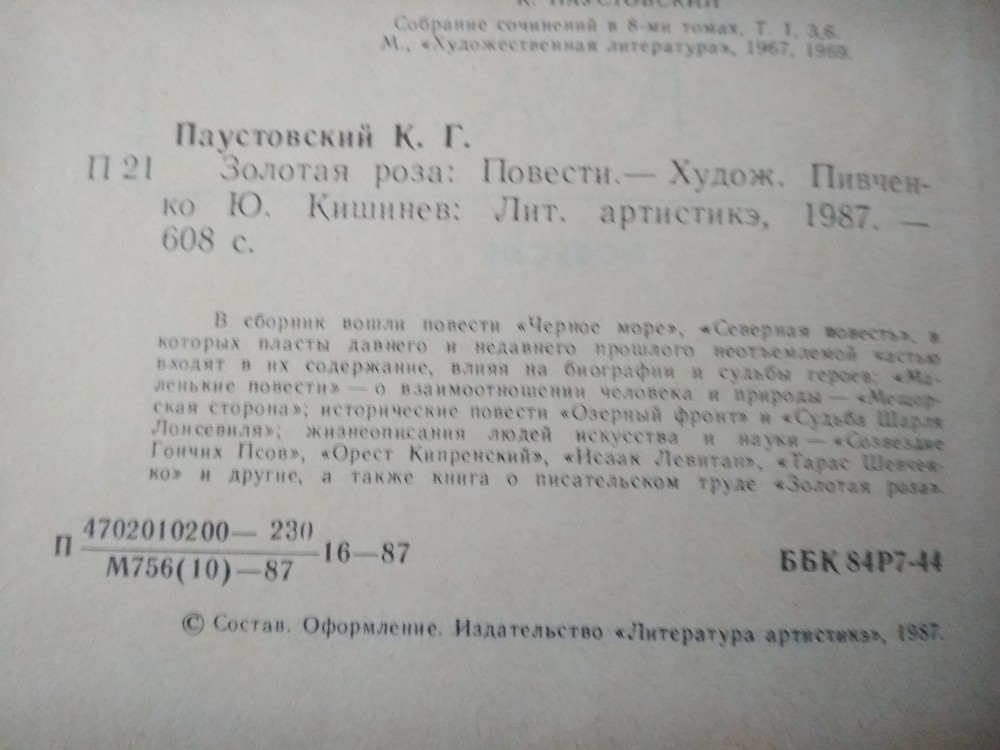 К. ПАУСТОВСКИЙ
Собрание сочинений в 8-ми томах, Т. 1, 3,6.
М., «Художественная литература», 1967, 1969.
Паустовский К. Г.
П 21 Золотая роза: Повести.— Худож. Пивчен-
ко Ю. Кишинев: Лит. артистикэ, 1987. —
608 с.
В сборник вошли повести «Черное море», «Северная повесть», в
которых пласты давнего и недавнего прошлого неотъемлемой частью
входят в их содержание, влияя на биографии и судьбы героев; «Ма-
ленькие повести» — о взаимоотношении человека и природы — «Мещор-
ская сторона»; исторические повести «Озерный фронт» и «Судьба Шарля
Лонсевиля»; жизнеописания людей искусства и науки — «Созвездие
Гончих Псов», «Орест Кипренский», «Исаак Левитан», «Тарас Шевчен-
ко» и другие, а также книга о писательском труде «Золотая роза».
П 4702010200— 230
М756(10)—87 16—87
ББК 84Р7-44
© Состав. Оформление. Издательство «Литература артистикэ», 1987.